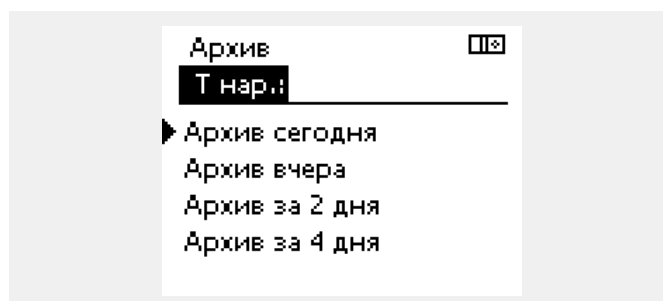 Архив
Т нар.:
Архив сегодня
Архив вчера
Архив за 2 дня
Архив за 4 дня